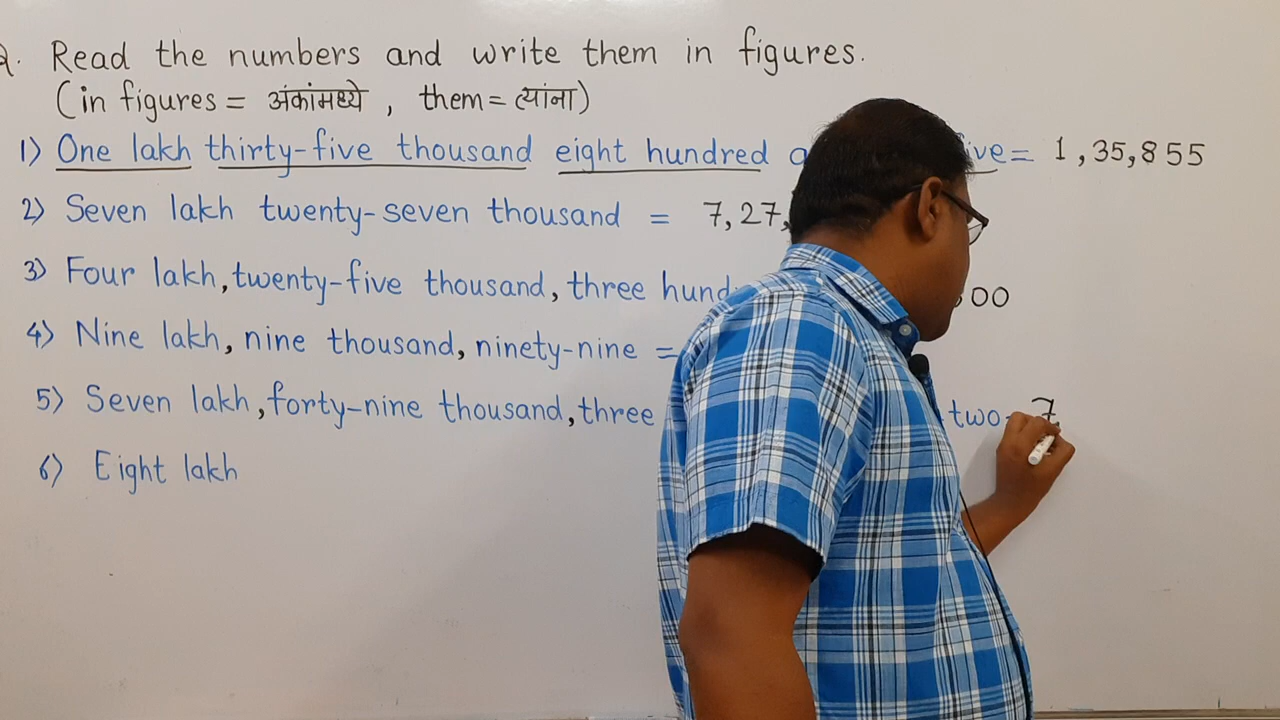 Read the numbers and write them in figures.
(in figures = अंकांमध्ये , them = त्यांना)
1) One lakh thirty-five thousand eight hundred = 1,35,855
2) Seven lakh twenty-seven thousand = 7,27,
3) Four lakh, twenty-five thousand, three 00
4) Nine lakh, nine thousand, ninety-nine =
5) Seven lakh, forty-nine thousand, three two = 7
6) Eight lakh